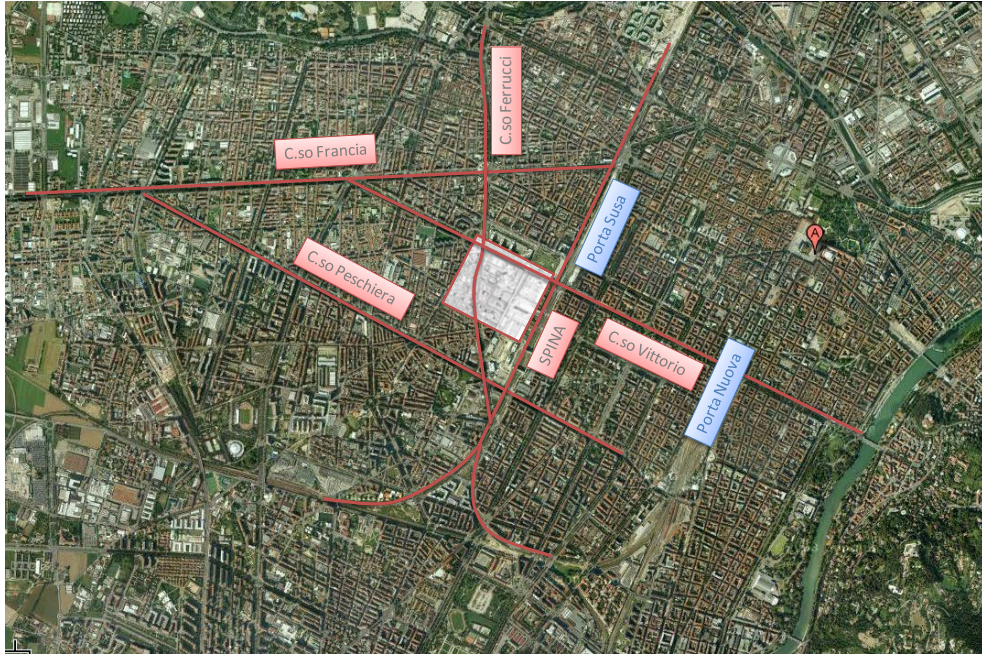 C.so Ferrucci
C.so Francia
Porta Susa
A
C.so Peschiera
SPINA
C.so Vittorio
Porta Nuova